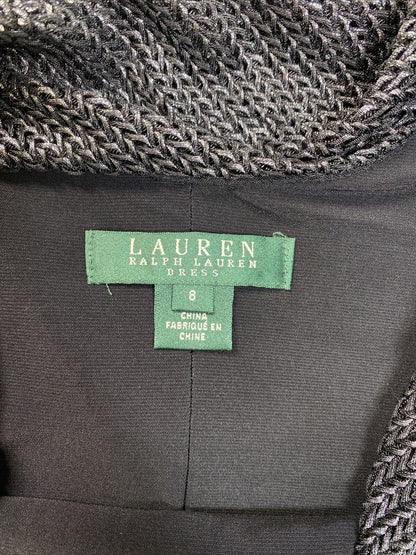 LAUREN
RALPH LAUREN
DRESS
8
CHINA
FABRIQUÉ EN
CHINE